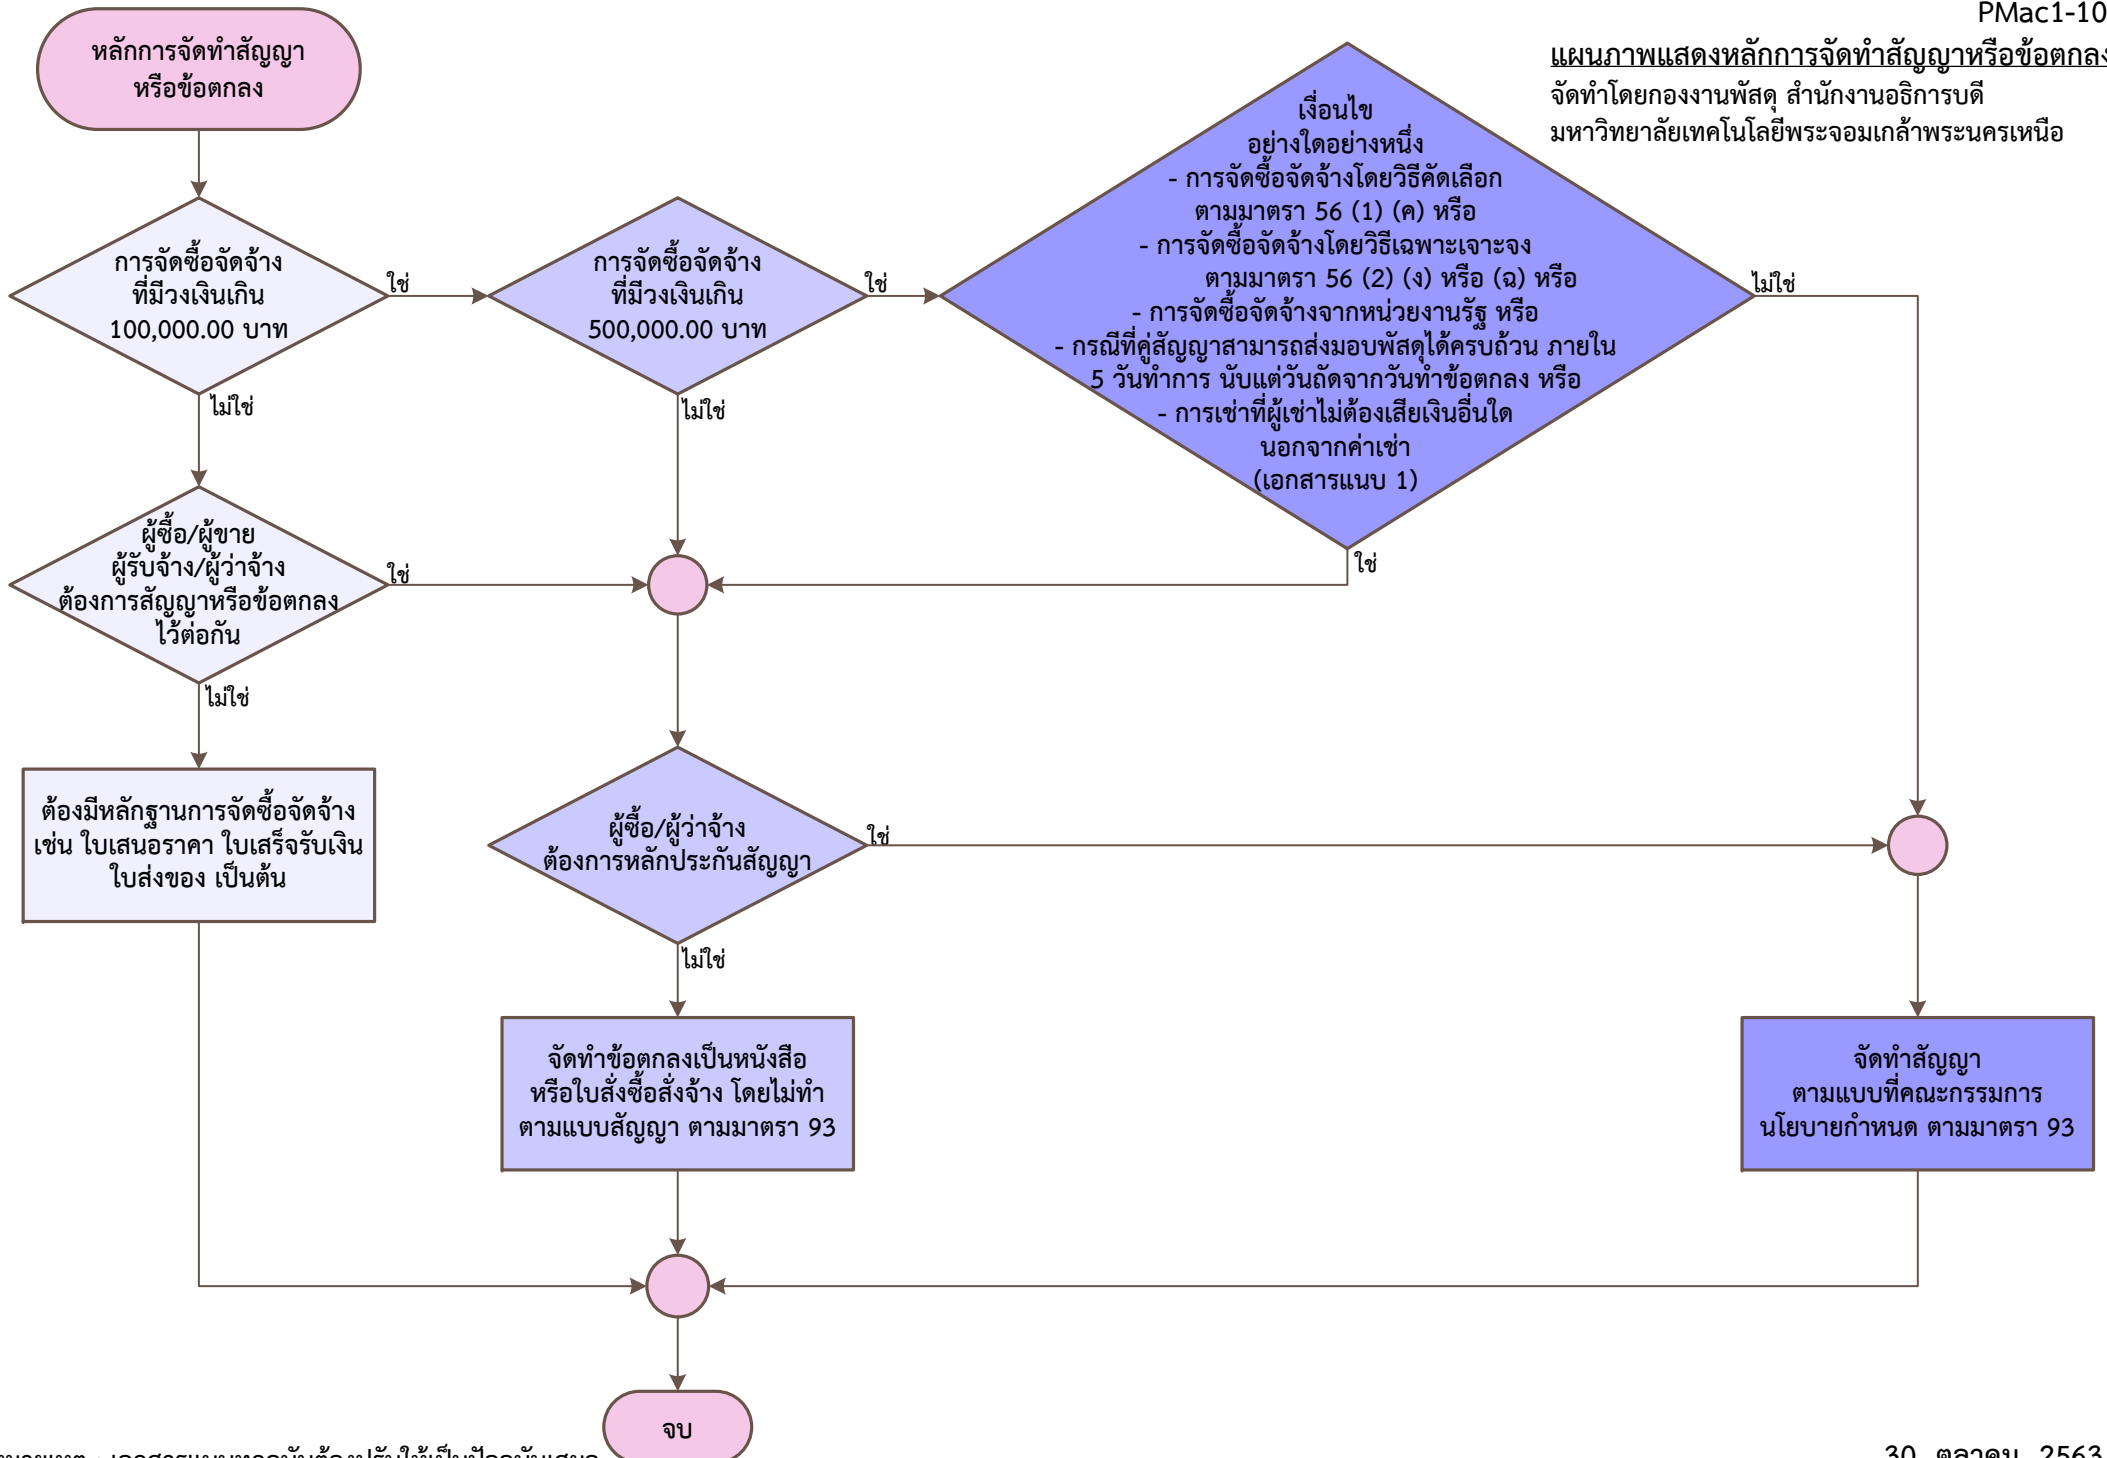 PMac1-10
แผนภาพแสดงหลักการจัดทำสัญญาหรือข้อตกลง
จัดทำโดยกองงานพัสดุ สำนักงานอธิการบดี
มหาวิทยาลัยเทคโนโลยีพระจอมเกล้าพระนครเหนือ
หลักการจัดทำสัญญา
หรือข้อตกลง
การจัดซื้อจัดจ้าง
ที่มีวงเงินเกิน
100,000.00 บาท
ใช่
ไม่ใช่
การจัดซื้อจัดจ้าง
ที่มีวงเงินเกิน
500,000.00 บาท
ใช่
ไม่ใช่
เงื่อนไข
อย่างใดอย่างหนึ่ง
- การจัดซื้อจัดจ้างโดยวิธีคัดเลือก
ตามมาตรา 56 (1) (ค) หรือ
- การจัดซื้อจัดจ้างโดยวิธีเฉพาะเจาะจง
ตามมาตรา 56 (2) (ง) หรือ (ฉ) หรือ
- การจัดซื้อจัดจ้างจากหน่วยงานรัฐ หรือ
- กรณีที่คู่สัญญาสามารถส่งมอบพัสดุได้ครบถ้วน ภายใน
5 วันทำการ นับแต่วันถัดจากวันทำข้อตกลง หรือ
- การเช่าที่ผู้เช่าไม่ต้องเสียเงินอื่นใด
นอกจากค่าเช่า
(เอกสารแนบ 1)
ไม่ใช่
ใช่
ผู้ซื้อ/ผู้ขาย
ผู้รับจ้าง/ผู้ว่าจ้าง
ต้องการสัญญาหรือข้อตกลง
ไว้ต่อกัน
ใช่
ไม่ใช่
ต้องมีหลักฐานการจัดซื้อจัดจ้าง
เช่น ใบเสนอราคา ใบเสร็จรับเงิน
ใบส่งของ เป็นต้น
ผู้ซื้อ/ผู้ว่าจ้าง
ต้องการหลักประกันสัญญา
ใช่
ไม่ใช่
จัดทำข้อตกลงเป็นหนังสือ
หรือใบสั่งซื้อสั่งจ้าง โดยไม่ทำ
ตามแบบสัญญา ตามมาตรา 93
จัดทำสัญญา
ตามแบบที่คณะกรรมการ
นโยบายกำหนด ตามมาตรา 93
จบ
30 ตุลาคม 2563